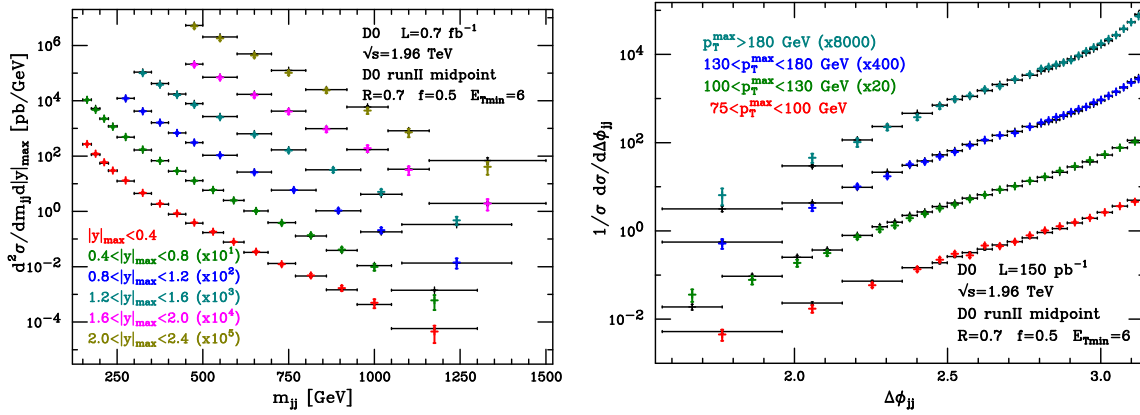 D0 L=0.7 fb⁻¹
√s=1.96 TeV
D0 runII midpoint
R=0.7 f=0.5 E_Tmin=6
|y|_max<0.4
0.4<|y|_max<0.8 (x10¹)
0.8<|y|_max<1.2 (x10²)
1.2<|y|_max<1.6 (x10³)
1.6<|y|_max<2.0 (x10⁴)
2.0<|y|_max<2.4 (x10⁵)
d²σ/dm_jj d|y|_max [pb/GeV]
10⁶
10⁴
10²
10⁰
10⁻²
10⁻⁴
250 500 750 1000 1250 1500
m_jj [GeV]
p_T^max>180 GeV (x8000)
130<p_T^max<180 GeV (x400)
100<p_T^max<130 GeV (x20)
75<p_T^max<100 GeV
D0 L=150 pb⁻¹
√s=1.96 TeV
D0 runII midpoint
R=0.7 f=0.5 E_Tmin=6
1/σ dσ/dΔϕ_jj
10⁴
10²
10⁰
10⁻²
2.0 2.5 3.0
Δϕ_jj